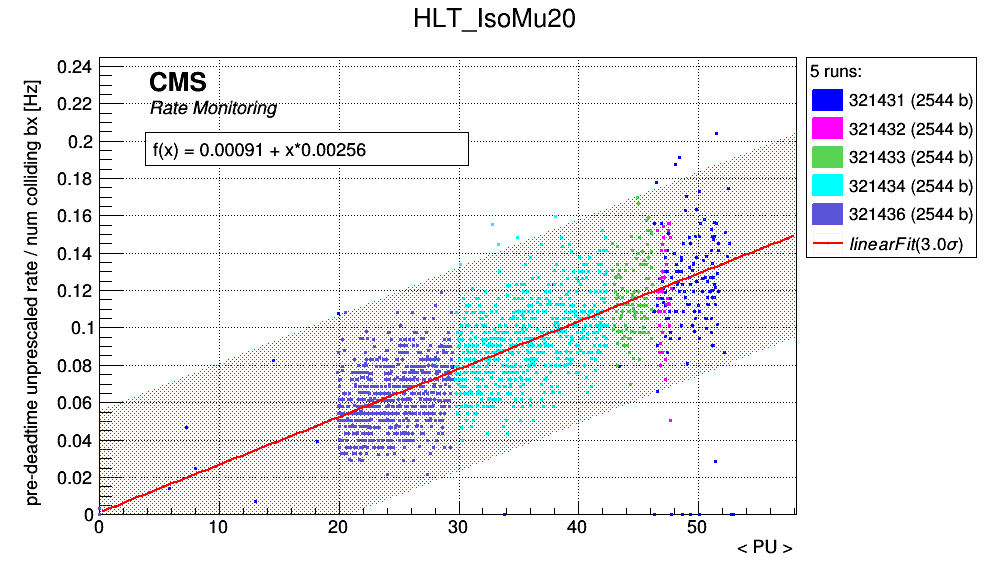 HLT_IsoMu20
pre-deadtime unprescaled rate / num colliding bx [Hz]
0.24
0.22
0.2
0.18
0.16
0.14
0.12
0.1
0.08
0.06
0.04
0.02
0
CMS
Rate Monitoring
f(x) = 0.00091 + x*0.00256
0 10 20 30 40 50
< PU >
5 runs:
321431 (2544 b)
321432 (2544 b)
321433 (2544 b)
321434 (2544 b)
321436 (2544 b)
linearFit(3.0σ)